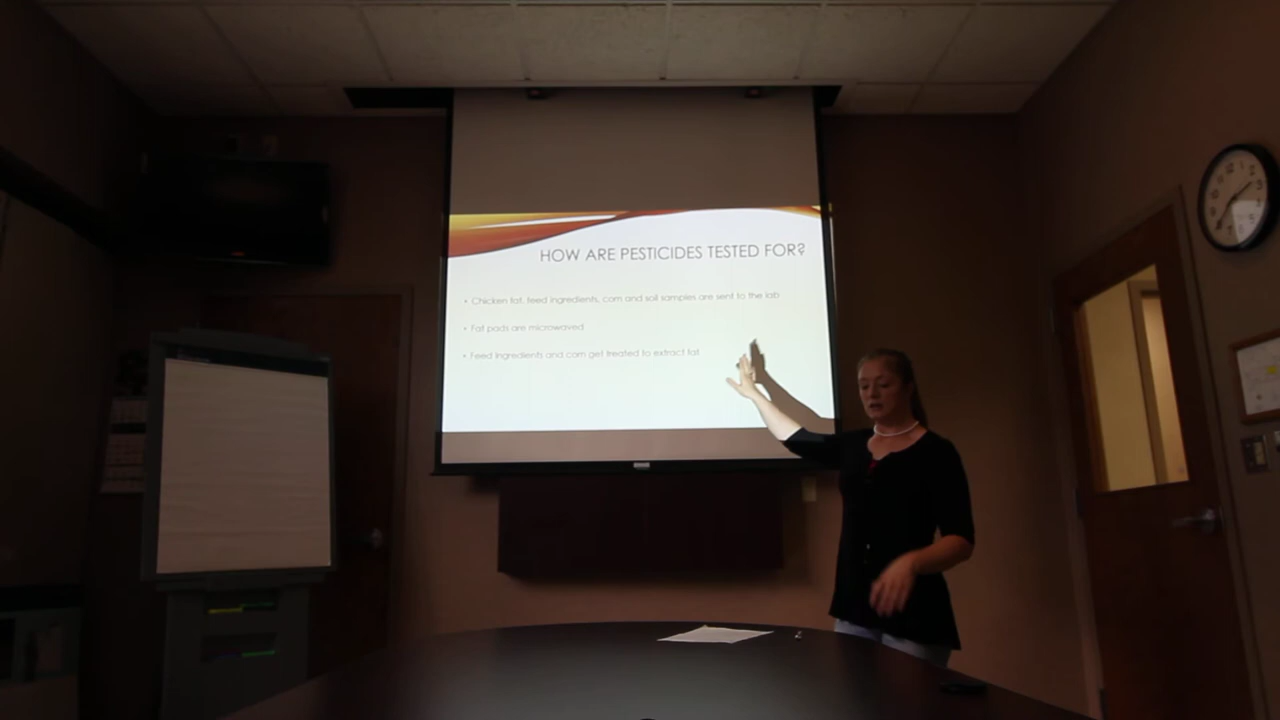 HOW ARE PESTICIDES TESTED FOR?
• Chicken fat, feed ingredients, corn and soil samples are sent to the lab
• Fat pads are microwaved
• Feed ingredients and corn get treated to extract fat